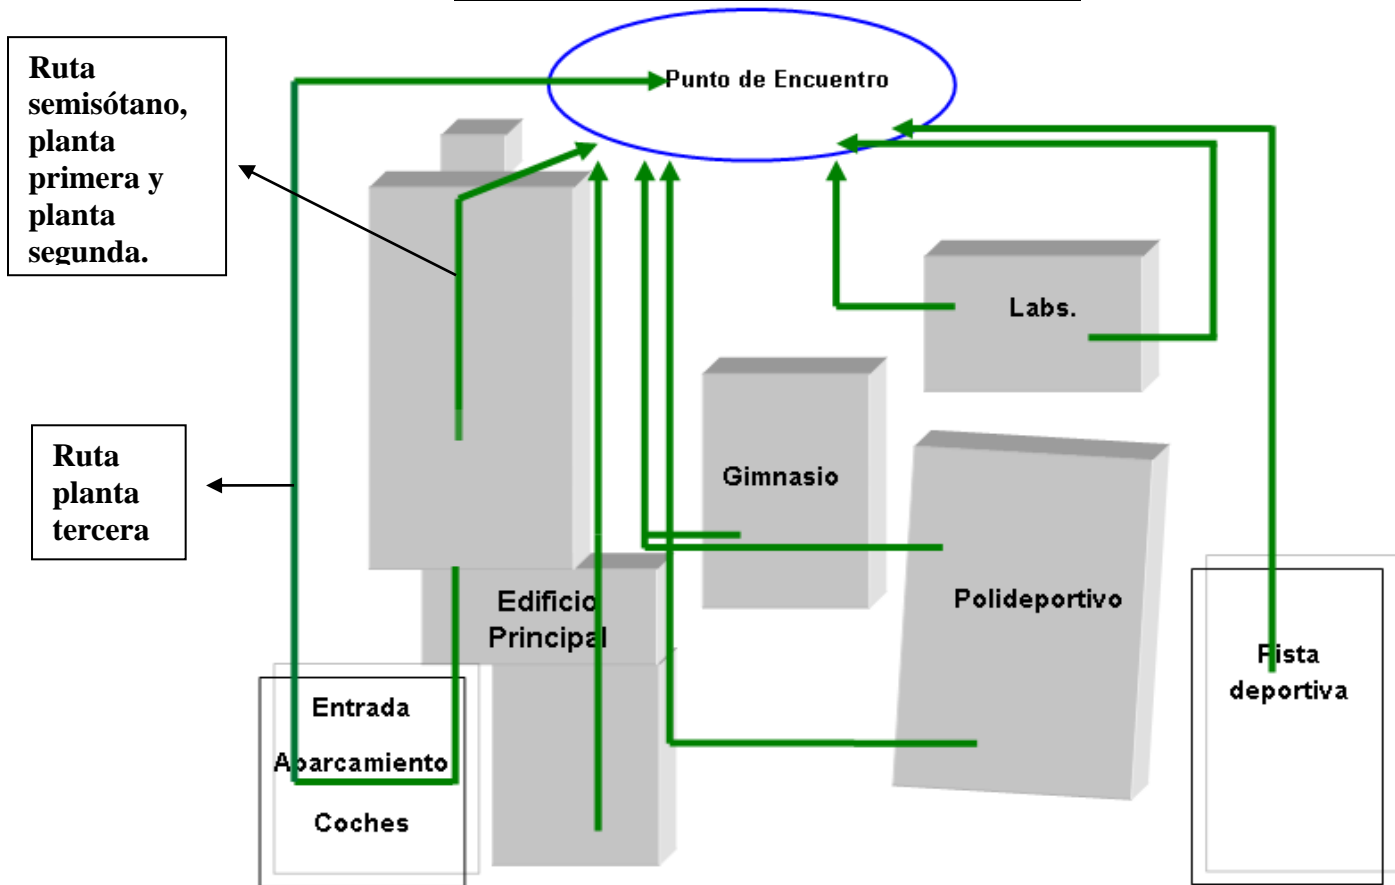 Punto de Encuentro
Ruta
semisótano,
planta
primera y
planta
segunda.
Labs.
Ruta
planta
tercera
Gimnasio
Edificio
Principal
Polideportivo
Pista
deportiva
Entrada
Aparcamiento
Coches